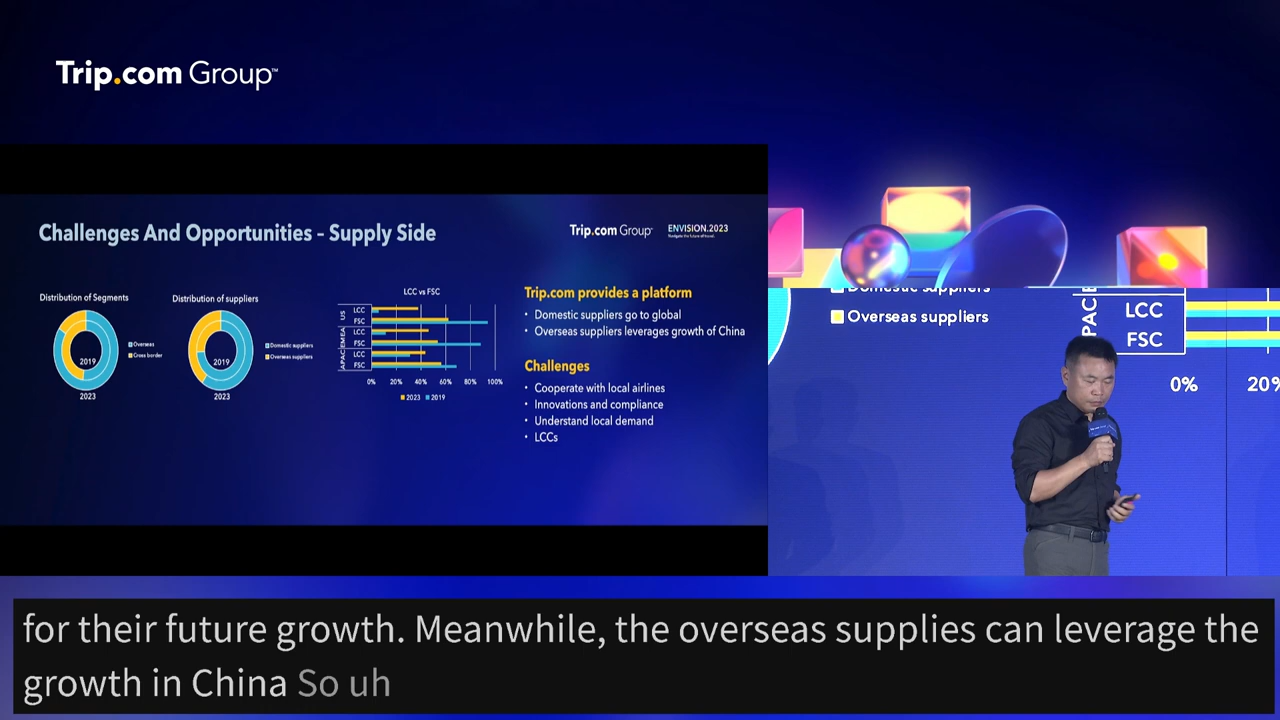 Trip.com Group™
Challenges And Opportunities – Supply Side
Trip.com Group
ENVISION.2023
Distribution of Segments
2019
2023
Overseas
Cross border
Distribution of suppliers
2019
2023
Domestic suppliers
Overseas suppliers
LCC vs FSC
US
LCC
FSC
EMEA
LCC
FSC
APAC
LCC
FSC
0% 20% 40% 60% 80% 100%
2023 2019
Trip.com provides a platform
• Domestic suppliers go to global
• Overseas suppliers leverages growth of China
Challenges
• Cooperate with local airlines
• Innovations and compliance
• Understand local demand
• LCCs
Domestic suppliers
Overseas suppliers
LCC
FSC
0% 20%
for their future growth. Meanwhile, the overseas supplies can leverage the
growth in China So uh